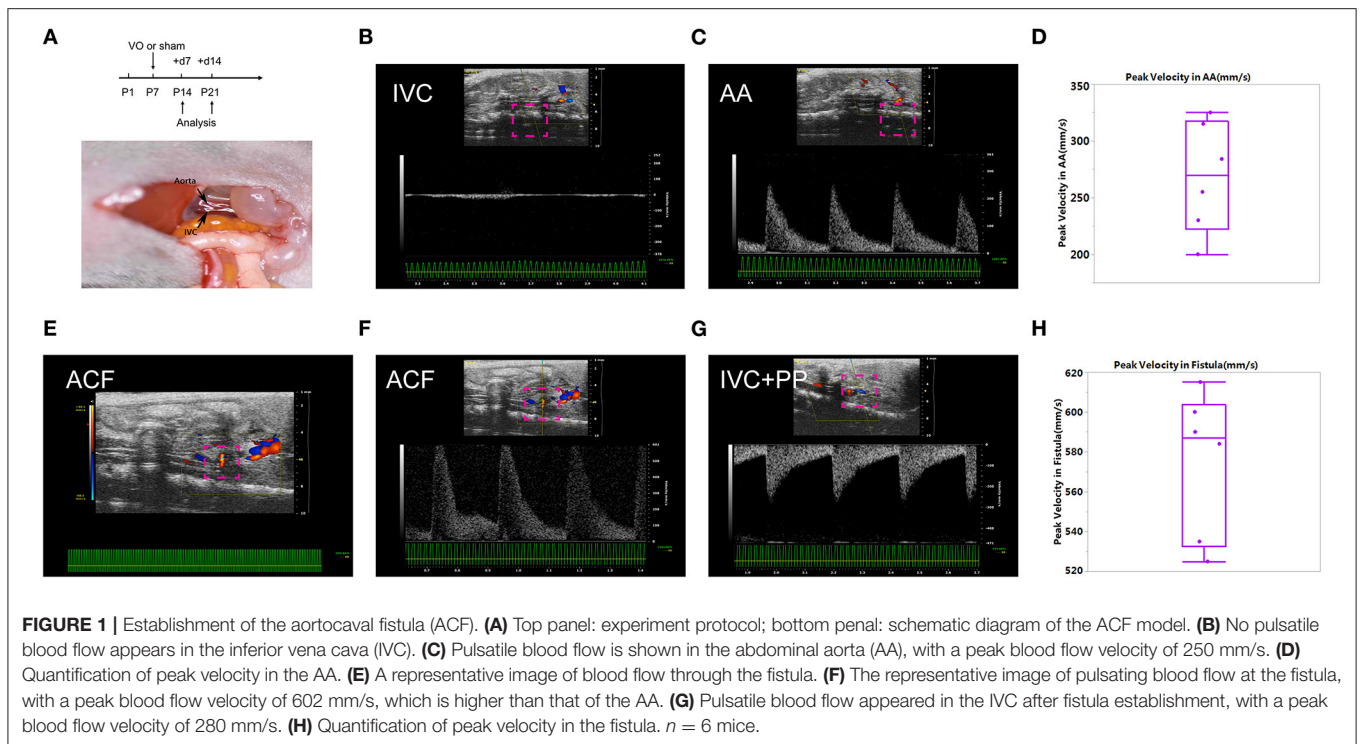 A
VO or sham
+d7 +d14
P1 P7 P14 P21
Analysis
Aorta
IVC
B
IVC
C
AA
D
Peak Velocity in AA(mm/s)
Peak Velocity in AA(mm/s)
350
300
250
200
E
ACF
F
ACF
G
IVC+PP
H
Peak Velocity in Fistula(mm/s)
Peak Velocity in Fistula(mm/s)
620
600
580
560
540
520
FIGURE 1 | Establishment of the aortocaval fistula (ACF). (A) Top panel: experiment protocol; bottom penal: schematic diagram of the ACF model. (B) No pulsatile
blood flow appears in the inferior vena cava (IVC). (C) Pulsatile blood flow is shown in the abdominal aorta (AA), with a peak blood flow velocity of 250 mm/s. (D)
Quantification of peak velocity in the AA. (E) A representative image of blood flow through the fistula. (F) The representative image of pulsating blood flow at the fistula,
with a peak blood flow velocity of 602 mm/s, which is higher than that of the AA. (G) Pulsatile blood flow appeared in the IVC after fistula establishment, with a peak
blood flow velocity of 280 mm/s. (H) Quantification of peak velocity in the fistula. n = 6 mice.